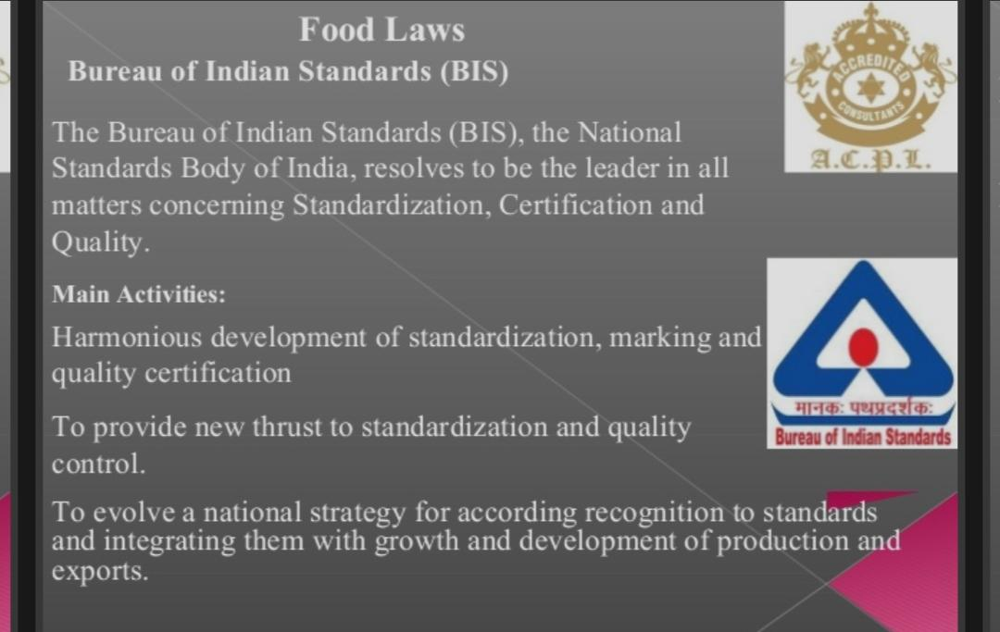 Food Laws
Bureau of Indian Standards (BIS)
ACCREDITED
CONSULTANTS
A.C.P.L.
The Bureau of Indian Standards (BIS), the National
Standards Body of India, resolves to be the leader in all
matters concerning Standardization, Certification and
Quality.
Main Activities:
Harmonious development of standardization, marking and
quality certification
मानक: पथप्रदर्शक:
Bureau of Indian Standards
To provide new thrust to standardization and quality
control.
To evolve a national strategy for according recognition to standards
and integrating them with growth and development of production and
exports.